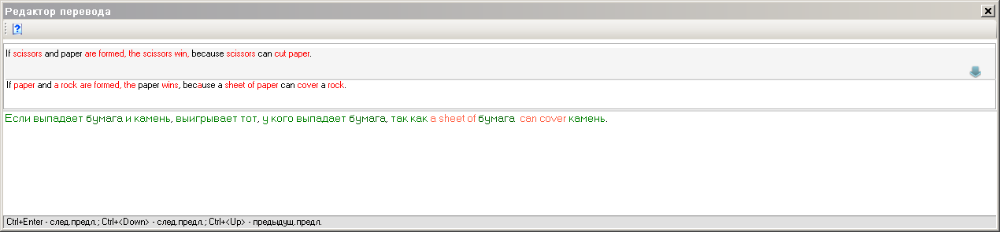 Редактор перевода
If scissors and paper are formed, the scissors win, because scissors can cut paper.
If paper and a rock are formed, the paper wins, because a sheet of paper can cover a rock.
Если выпадает бумага и камень, выигрывает тот, у кого выпадает бумага, так как a sheet of бумага can cover камень.
Ctrl+Enter - след.предл.; Ctrl+<Down> - след.предл.; Ctrl+<Up> - предыдущ.предл.